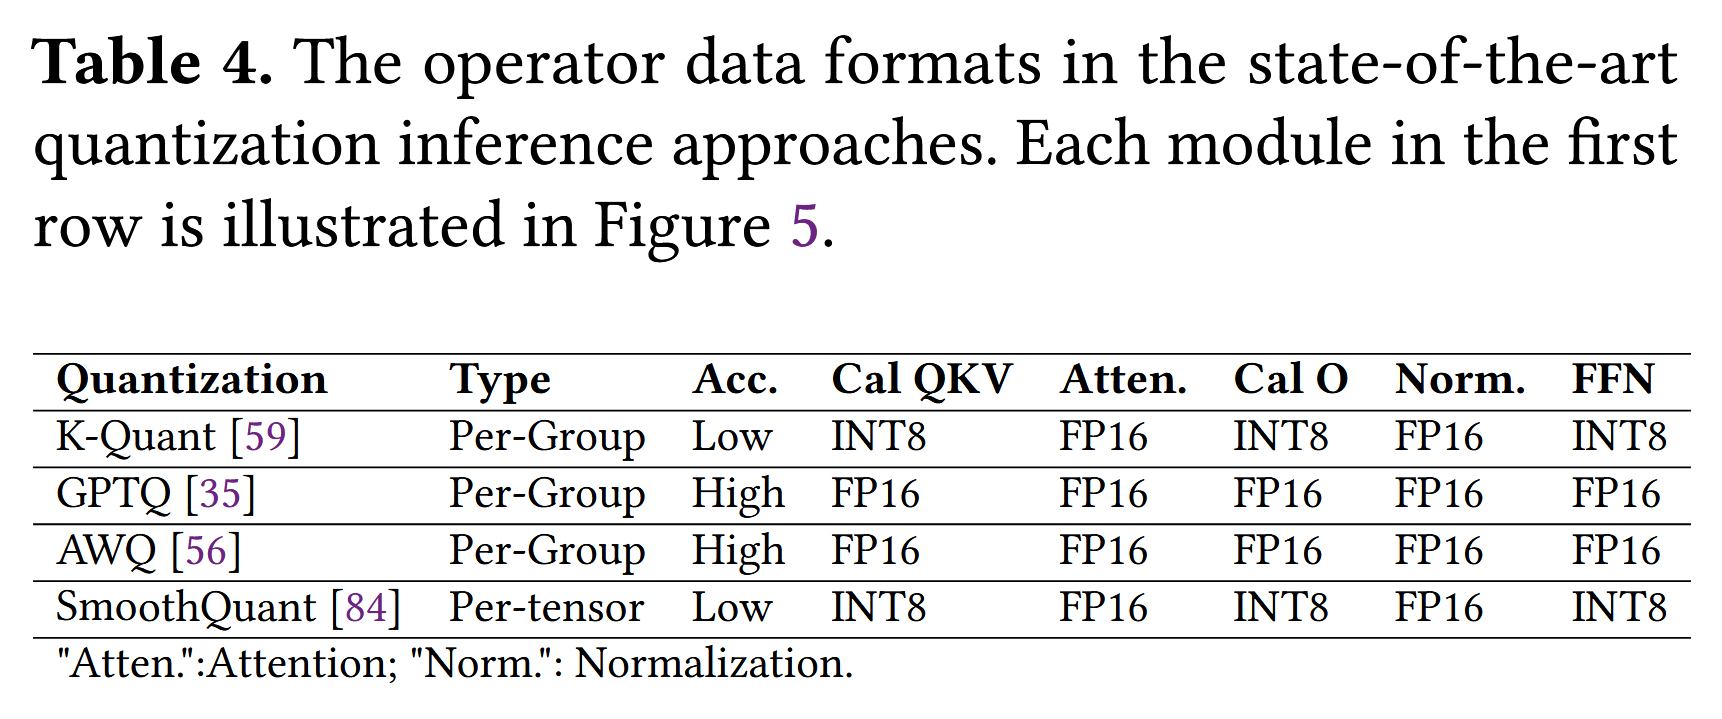 Table 4. The operator data formats in the state-of-the-art
quantization inference approaches. Each module in the first
row is illustrated in Figure 5.
Quantization Type Acc. Cal QKV Atten. Cal O Norm. FFN
K-Quant [59] Per-Group Low INT8 FP16 INT8 FP16 INT8
GPTQ [35] Per-Group High FP16 FP16 FP16 FP16 FP16
AWQ [56] Per-Group High FP16 FP16 FP16 FP16 FP16
SmoothQuant [84] Per-tensor Low INT8 FP16 INT8 FP16 INT8
"Atten.":Attention; "Norm.": Normalization.